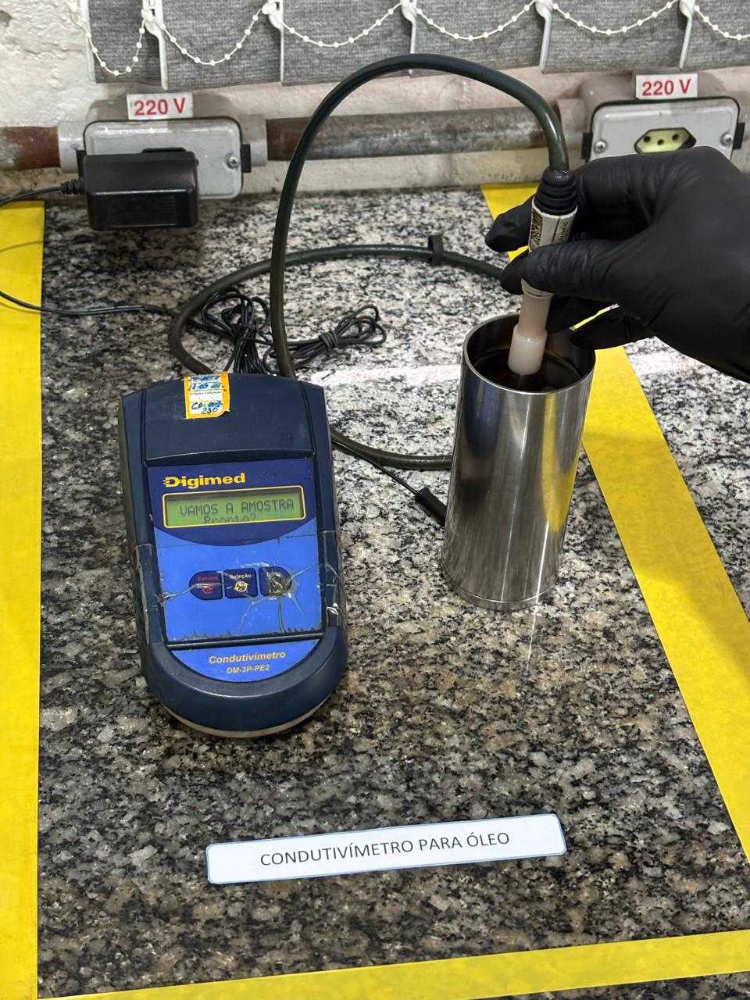 220 V
220 V
Digimed
VAMOS A AMOSTRA
Pronto?
Escape
Seleção
Condutivímetro
DM-3P-PE2
CONDUTIVÍMETRO PARA ÓLEO